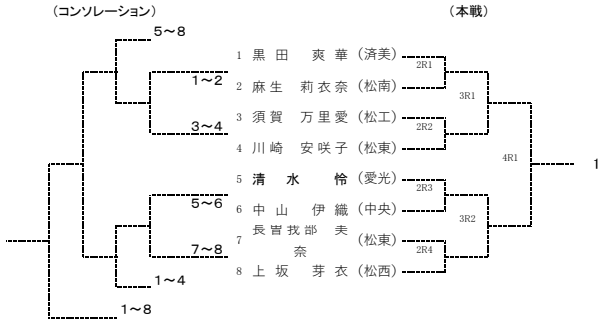 (コンソレーション) (本戦)
5～8
1 黒田 爽華 (済美)
2R1
1～2
2 麻生 莉衣奈 (松南)
3R1
3 須賀 万里愛 (松工)
3～4
2R2
4 川崎 安咲子 (松東)
4R1
1
5 清水 怜 (愛光)
2R3
5～6
6 中山 伊織 (中央)
3R2
7 長曽我部 美奈 (松東)
7～8
2R4
8 上坂 芽衣 (松西)
1～4
1～8